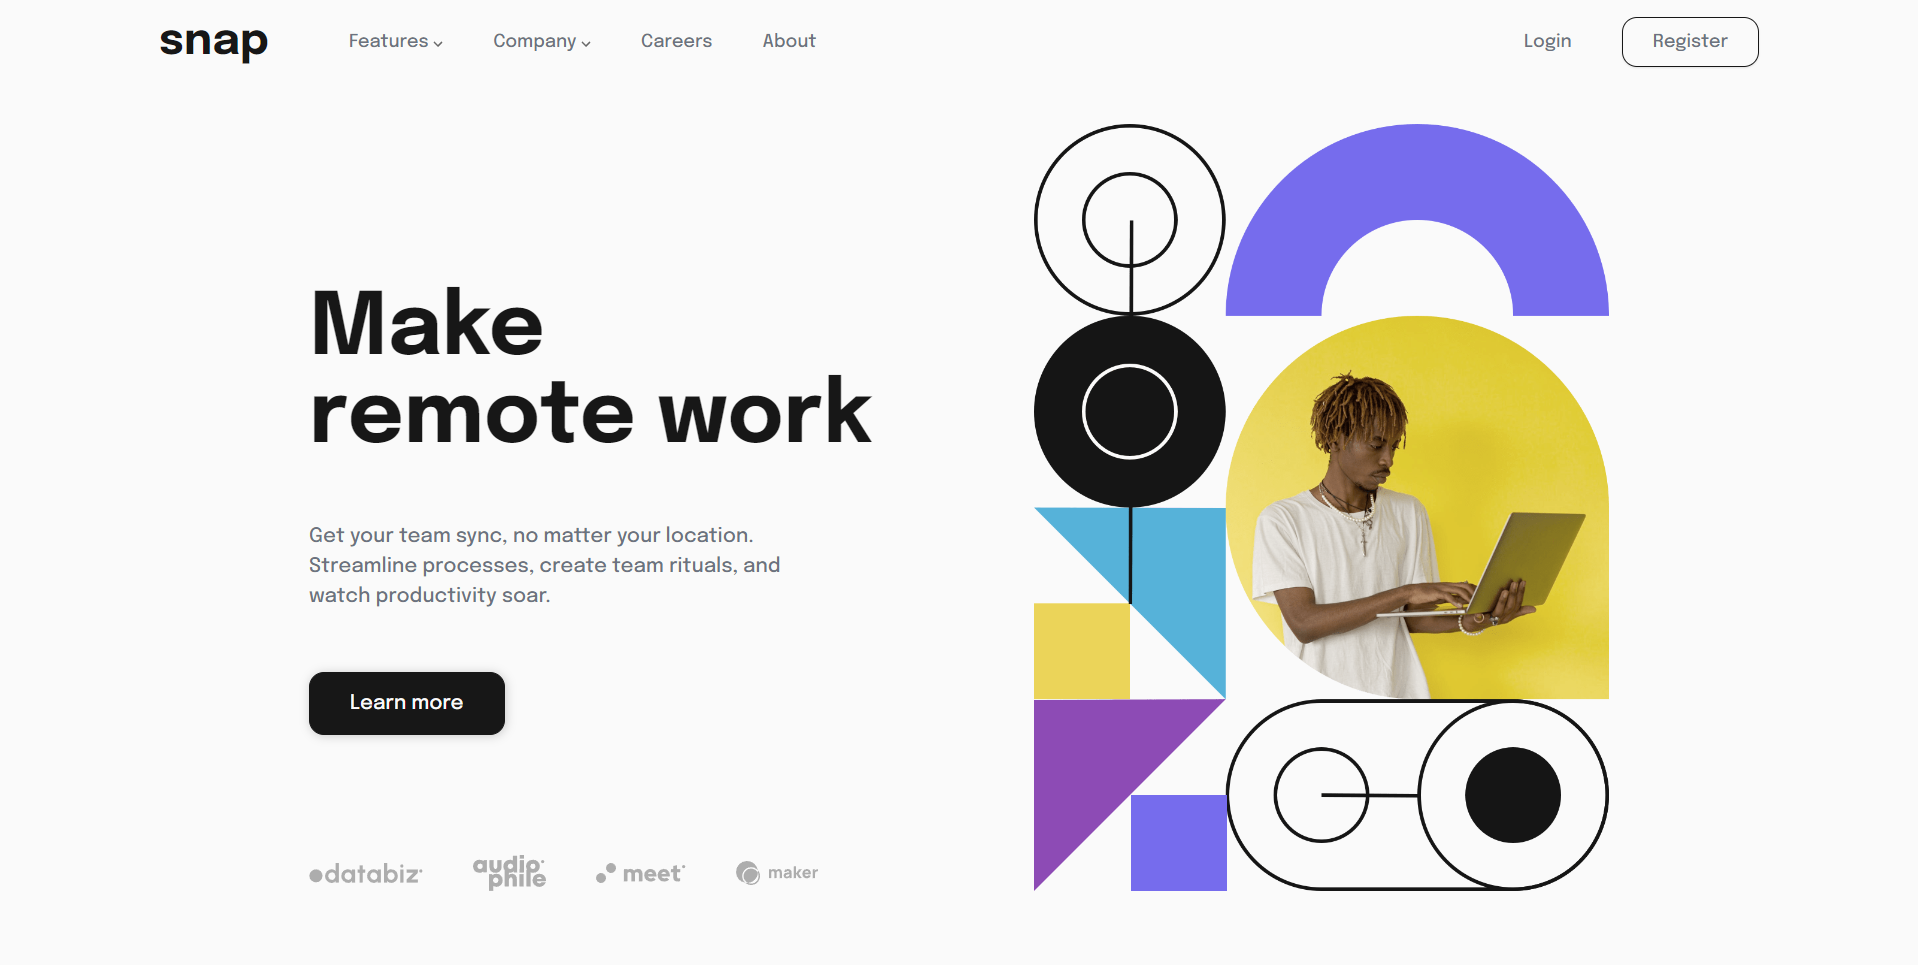 snap
Features
Company
Careers
About
Login
Register
Make
remote work
Get your team sync, no matter your location.
Streamline processes, create team rituals, and
watch productivity soar.
Learn more
databiz
audiophile
meet
maker